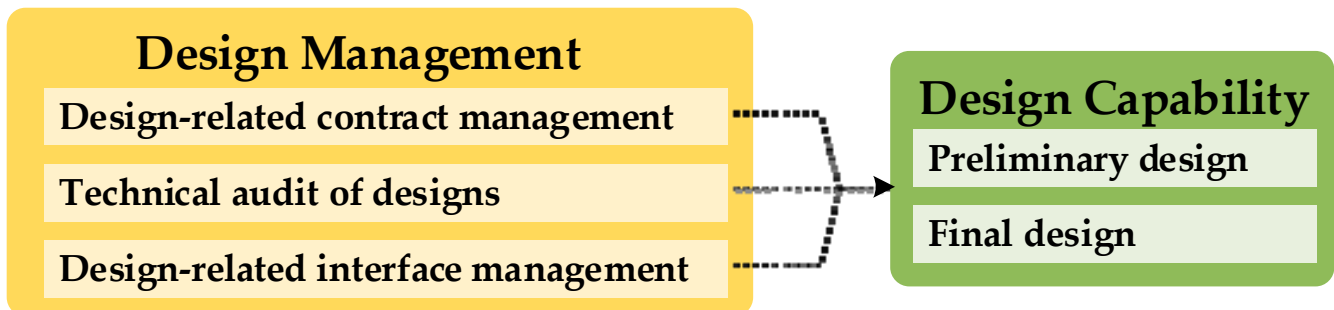 Design Management
Design-related contract management
Technical audit of designs
Design-related interface management
Design Capability
Preliminary design
Final design